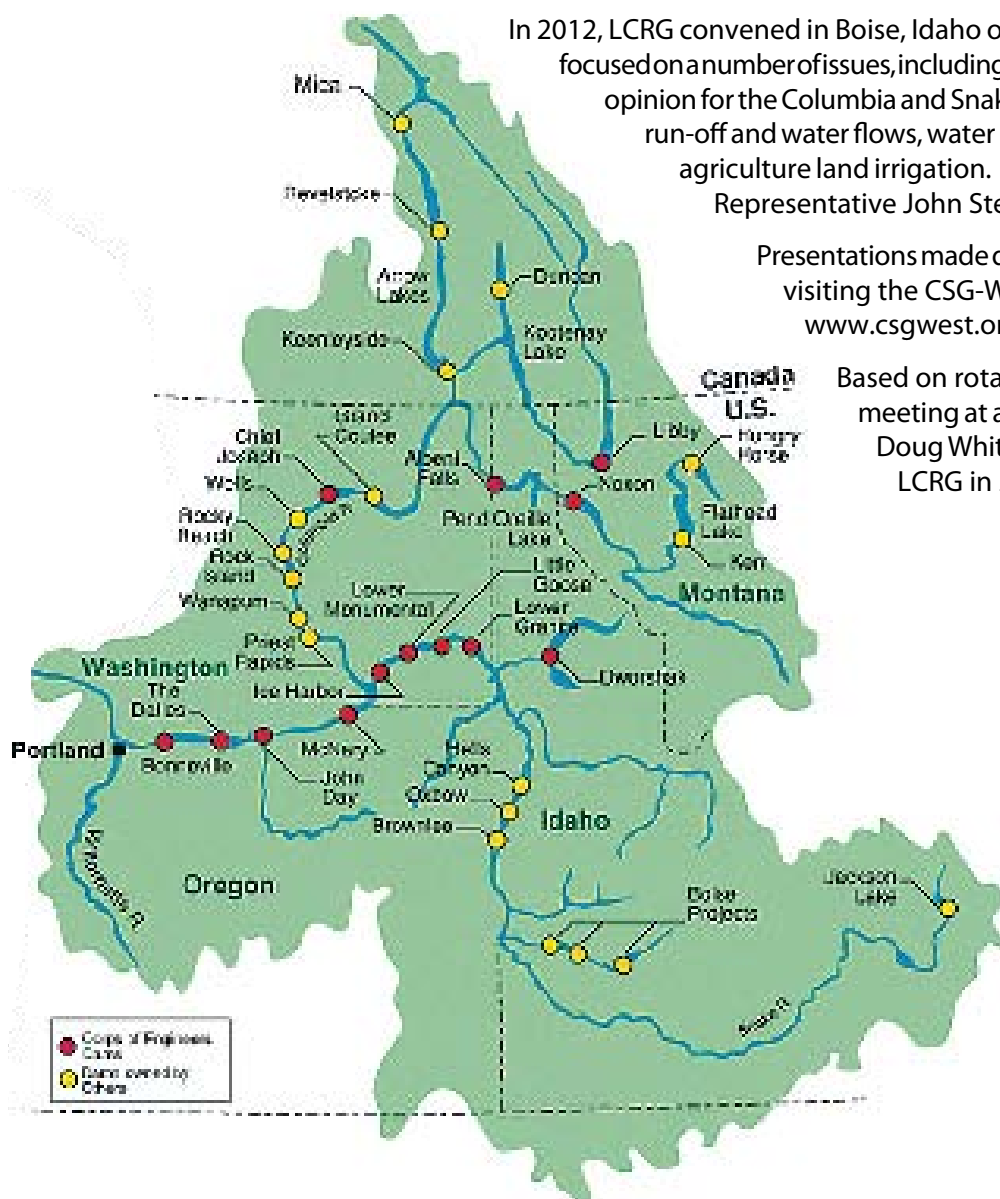 In 2012, LCRG convened in Boise, Idaho o
focused on a number of issues, including
opinion for the Columbia and Snak
run-off and water flows, water
agriculture land irrigation.
Representative John Ste
Presentations made d
visiting the CSG-W
www.csgwest.or
Based on rota
meeting at a
Doug Whit
LCRG in
Mica
Revelstoke
Arrow
Lakes
Duncan
Keenleyside
Kootenay
Lake
Canada
U.S.
Grand
Coulee
Chief
Joseph
Libby
Hungry
Horse
Albeni
Falls
Wells
Noxon
Rocky
Reach
Pend Oreille
Lake
Flathead
Lake
Rock
Island
Kerr
Little
Goose
Montana
Wanapum
Lower
Monumental
Lower
Granite
Priest
Rapids
Washington
Ice Harbor
Dworshak
The
Dalles
Portland
Bonneville
McNary
John
Day
Hells
Canyon
Oxbow
Brownlee
Idaho
Oregon
Willamette R.
Boise
Projects
Jackson
Lake
Snake R.
Corps of Engineers
Dams
Dams owned by
Others